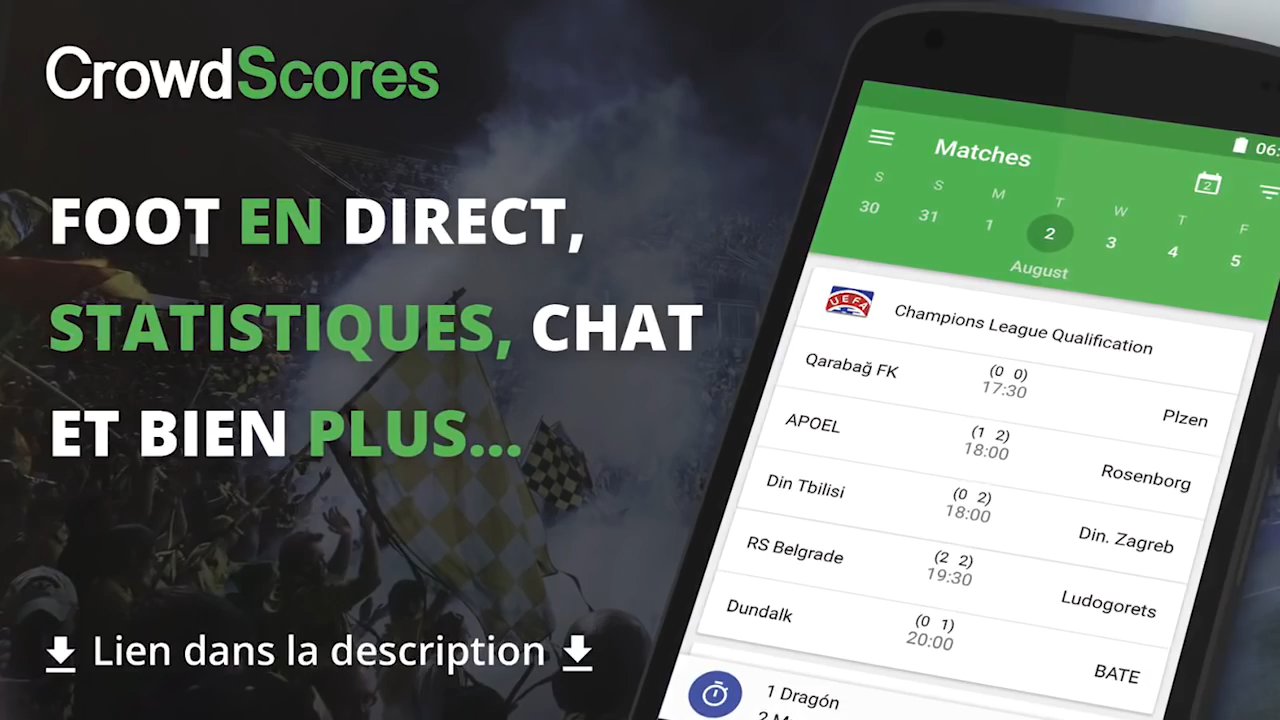 CrowdScores
FOOT EN DIRECT,
STATISTIQUES, CHAT
ET BIEN PLUS...
Lien dans la description
06:
Matches
2
S S M T W T F
30 31 1 2 3 4 5
August
UEFA
Champions League Qualification
Qarabağ FK (0 0) 17:30 Plzen
APOEL (1 2) 18:00 Rosenborg
Din Tbilisi (0 2) 18:00 Din. Zagreb
RS Belgrade (2 2) 19:30 Ludogorets
Dundalk (0 1) 20:00 BATE
1 Dragón